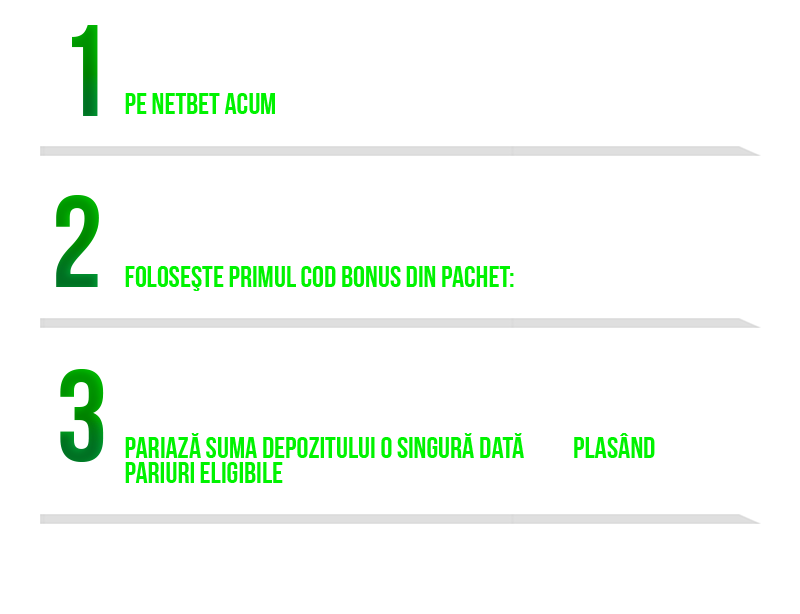 1
PE NETBET ACUM
2
FOLOSEŞTE PRIMUL COD BONUS DIN PACHET:
3
PARIAZĂ SUMA DEPOZITULUI O SINGURĂ DATĂ PLASÂND
PARIURI ELIGIBILE